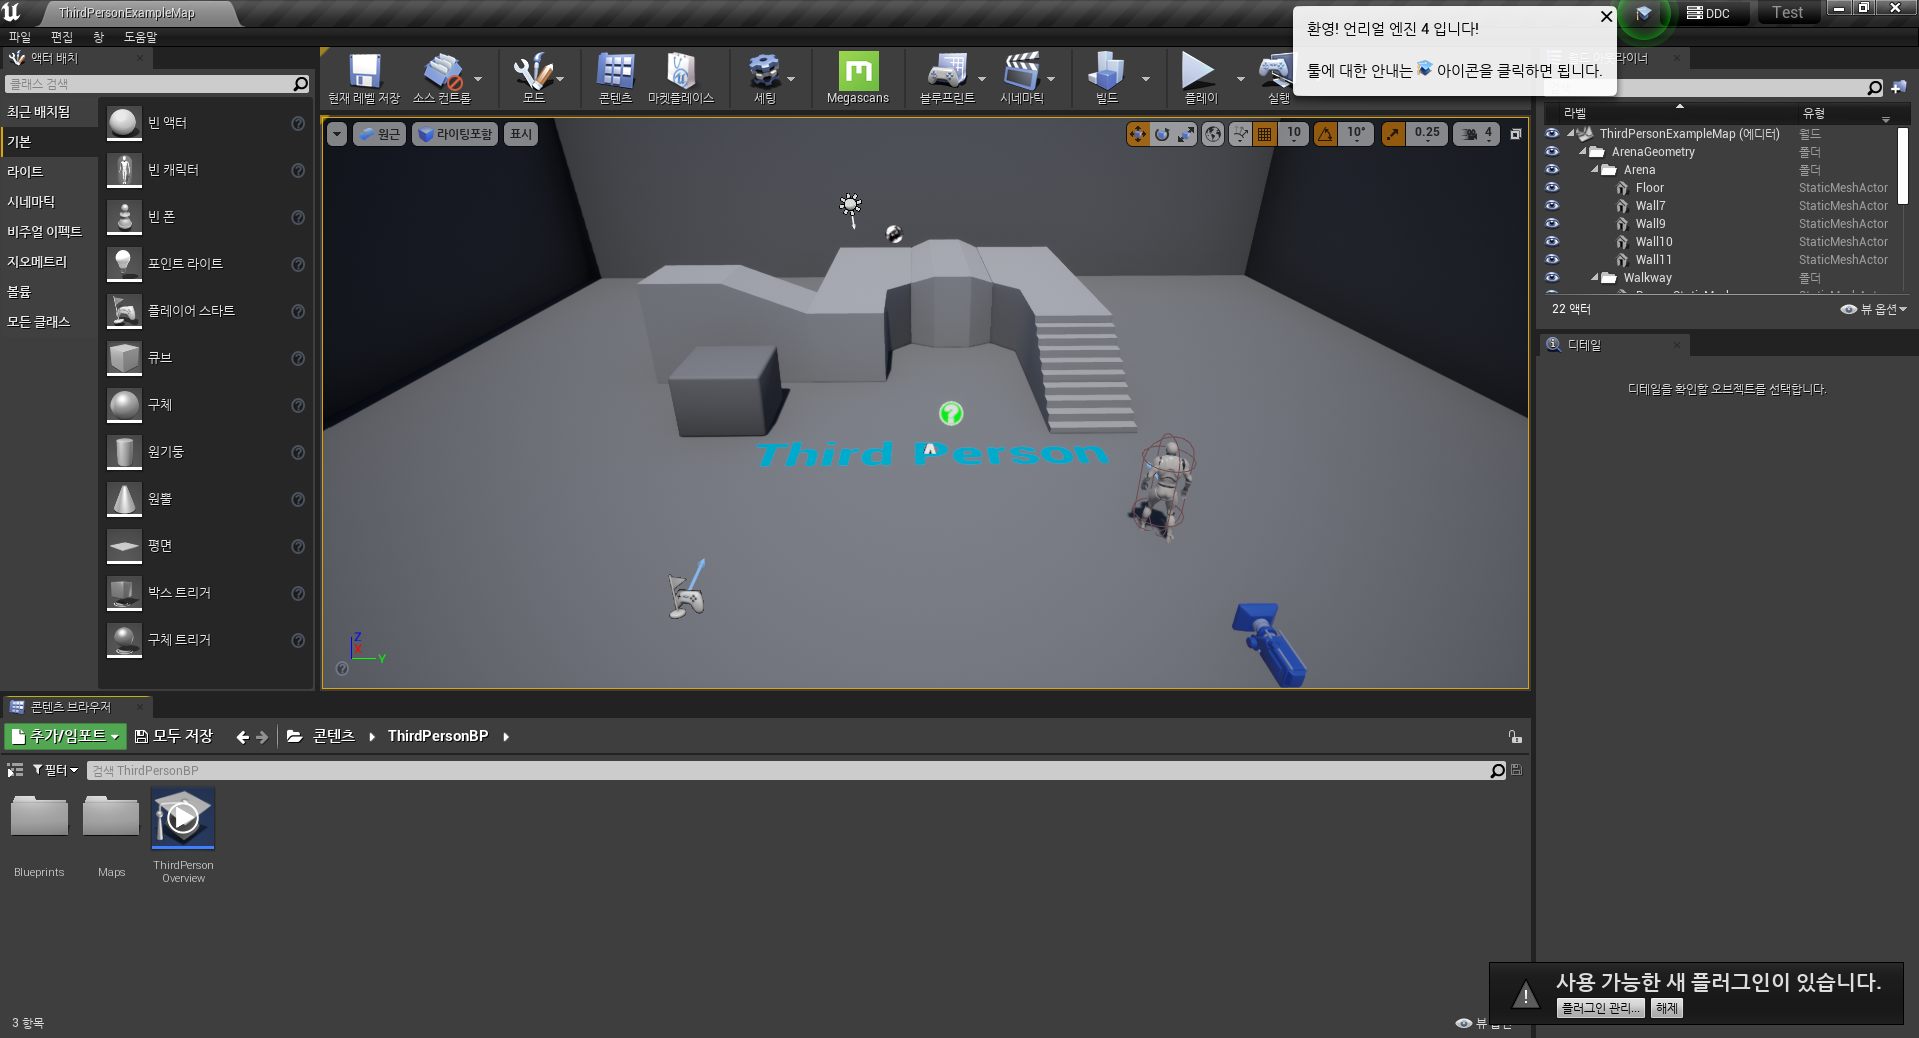 ThirdPersonExampleMap
DDC
Test
파일 편집 창 도움말
환영! 언리얼 엔진 4 입니다!
툴에 대한 안내는 아이콘을 클릭하면 됩니다.
액터 배치
클래스 검색
최근 배치됨
기본
라이트
시네마틱
비주얼 이펙트
지오메트리
볼륨
모든 클래스
빈 액터
빈 캐릭터
빈 폰
포인트 라이트
플레이어 스타트
큐브
구체
원기둥
원뿔
평면
박스 트리거
구체 트리거
현재 레벨 저장
소스 컨트롤
모드
콘텐츠
마켓플레이스
세팅
Megascans
블루프린트
시네마틱
빌드
플레이
실행
원근
라이팅포함
표시
10
10°
0.25
4
Third Person
Z
X
Y
라벨
유형
ThirdPersonExampleMap (에디터) 월드
ArenaGeometry 폴더
Arena 폴더
Floor StaticMeshActor
Wall7 StaticMeshActor
Wall9 StaticMeshActor
Wall10 StaticMeshActor
Wall11 StaticMeshActor
Walkway 폴더
22 액터
뷰 옵션
디테일
디테일을 확인할 오브젝트를 선택합니다.
콘텐츠 브라우저
추가/임포트
모두 저장
콘텐츠
ThirdPersonBP
필터
검색 ThirdPersonBP
Blueprints
Maps
ThirdPerson
Overview
3 항목
사용 가능한 새 플러그인이 있습니다.
플러그인 관리...
해제